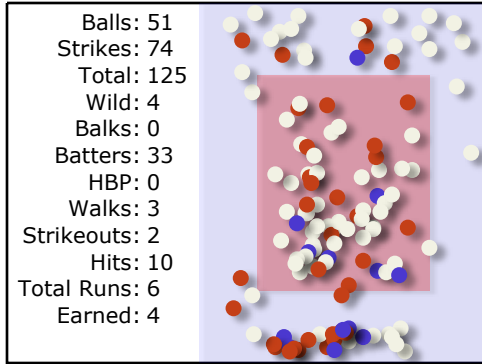 Balls: 51
Strikes: 74
Total: 125
Wild: 4
Balks: 0
Batters: 33
HBP: 0
Walks: 3
Strikeouts: 2
Hits: 10
Total Runs: 6
Earned: 4